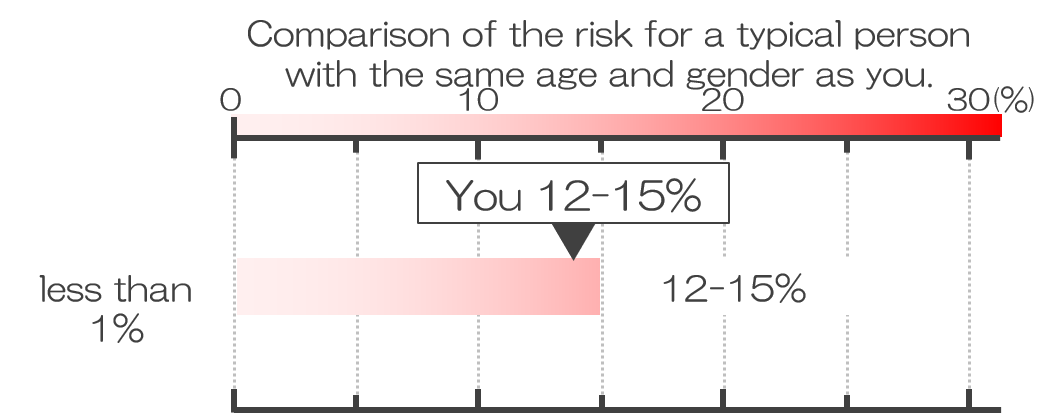 Comparison of the risk for a typical person
with the same age and gender as you.
0 10 20 30(%)
You 12-15%
less than
1%
12-15%